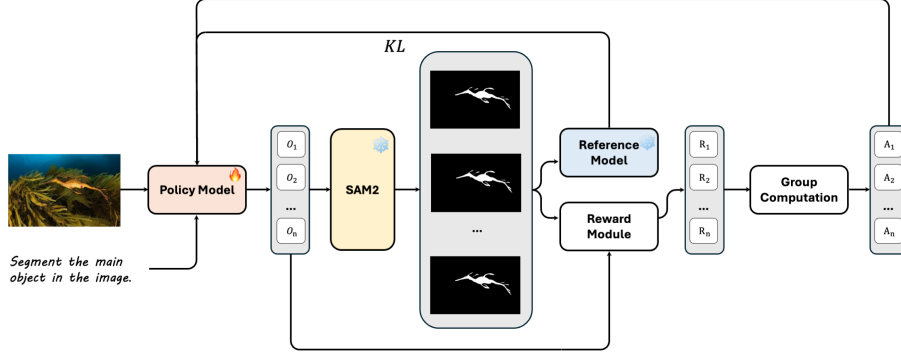 KL
Policy Model
O₁
O₂
...
Oₙ
SAM2
...
Reference
Model
Reward
Module
R₁
R₂
...
Rₙ
Group
Computation
A₁
A₂
...
Aₙ
Segment the main
object in the image.